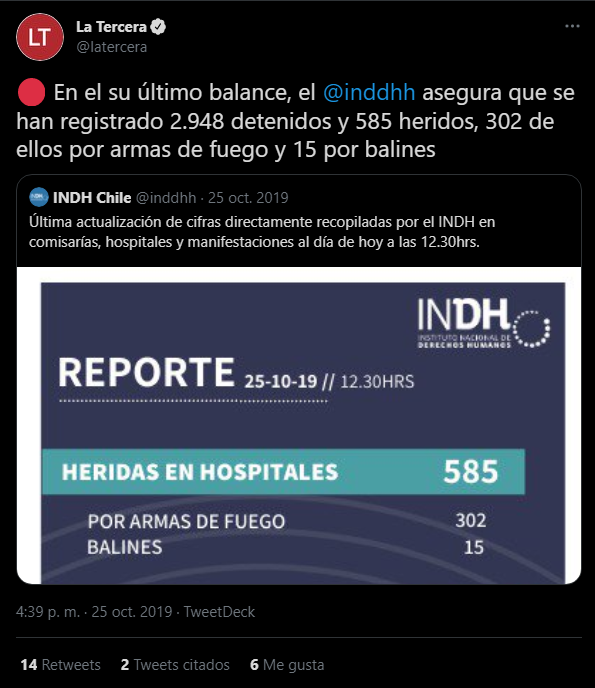 LT
La Tercera
@latercera
En el su último balance, el @inddhh asegura que se
han registrado 2.948 detenidos y 585 heridos, 302 de
ellos por armas de fuego y 15 por balines
INDH Chile @inddhh · 25 oct. 2019
Última actualización de cifras directamente recopiladas por el INDH en
comisarías, hospitales y manifestaciones al día de hoy a las 12.30hrs.
INDH
INSTITUTO NACIONAL DE
DERECHOS HUMANOS
REPORTE 25-10-19 // 12.30HRS
HERIDAS EN HOSPITALES 585
POR ARMAS DE FUEGO 302
BALINES 15
4:39 p. m. · 25 oct. 2019 · TweetDeck
14 Retweets 2 Tweets citados 6 Me gusta